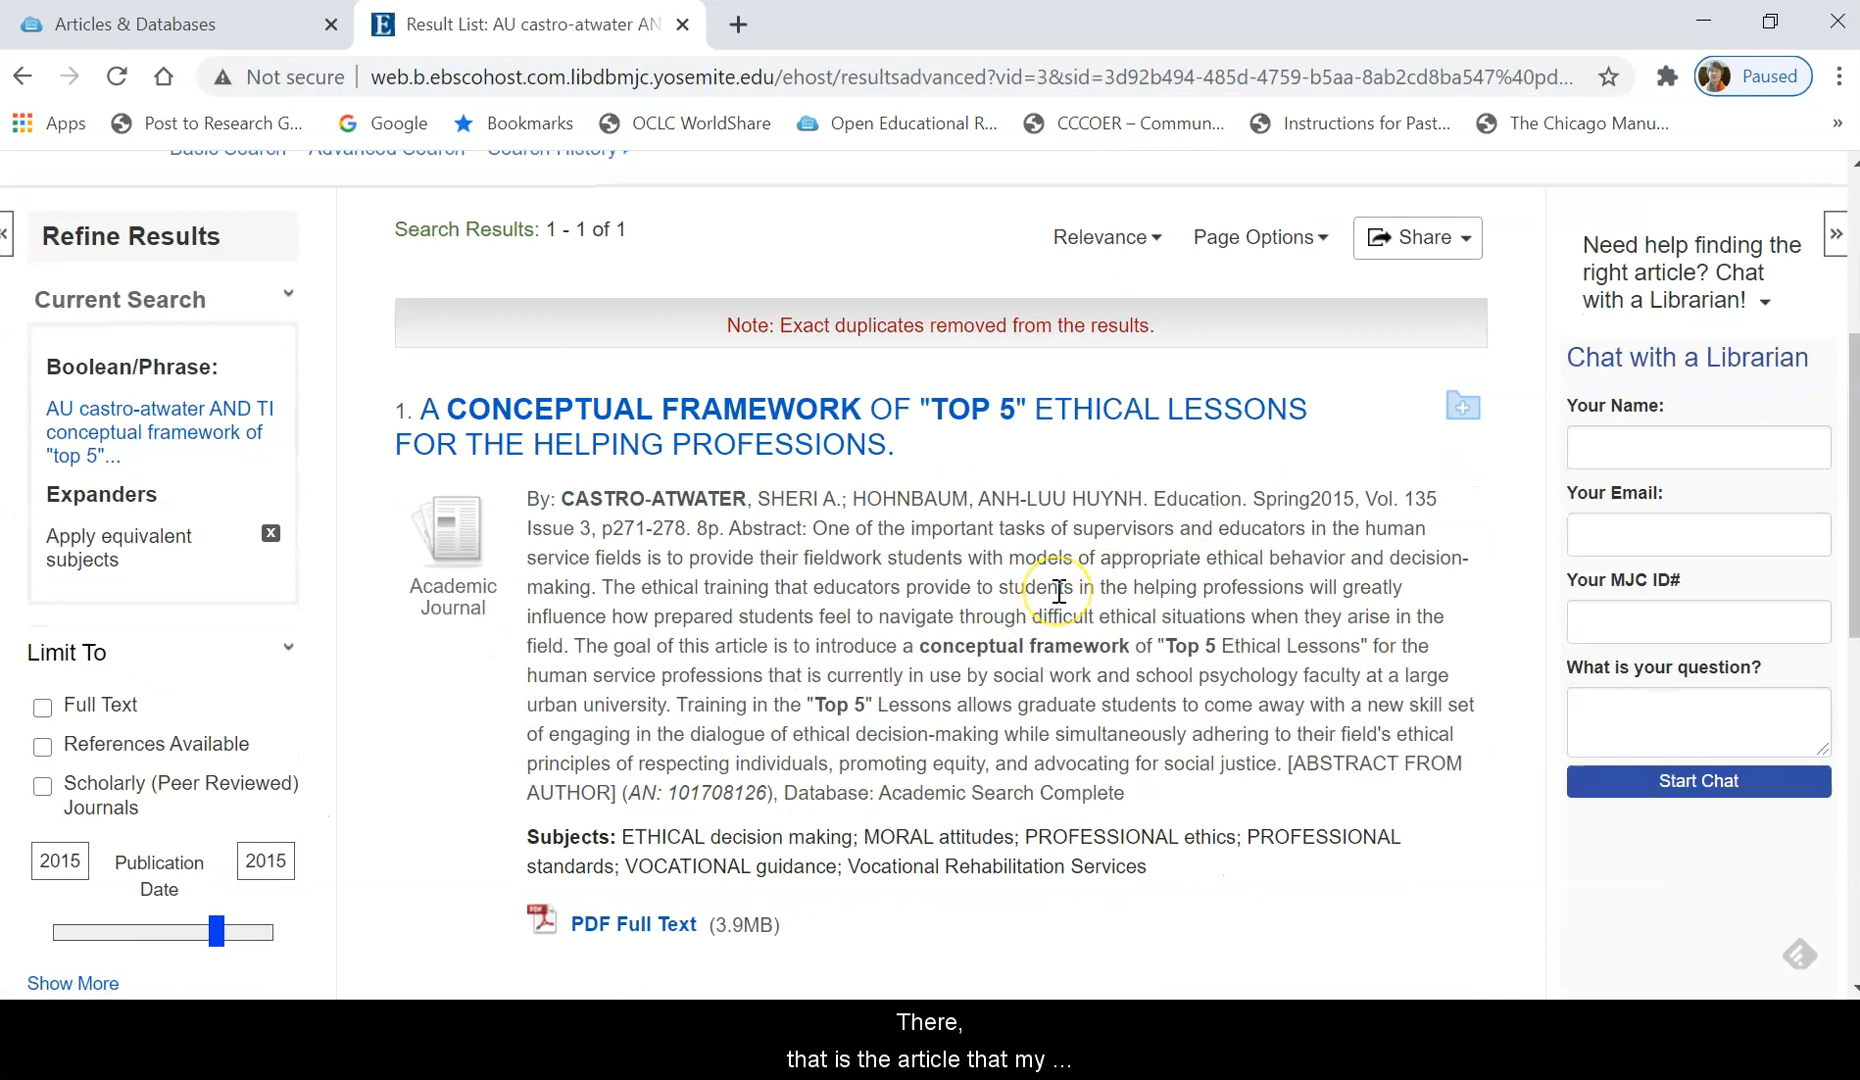 Articles & Databases
Result List: AU castro-atwater AN
Not secure
web.b.ebscohost.com.libdbmjc.yosemite.edu/ehost/resultsadvanced?vid=3&sid=3d92b494-485d-4759-b5aa-8ab2cd8ba547%40pd...
Paused
Apps
Post to Research G...
Google
Bookmarks
OCLC WorldShare
Open Educational R...
CCCOER – Commun...
Instructions for Past...
The Chicago Manu...
»
Basic Search Advanced Search Search History
Refine Results
Current Search
Boolean/Phrase:
AU castro-atwater AND TI
conceptual framework of
"top 5"...
Expanders
Apply equivalent
subjects
Limit To
Full Text
References Available
Scholarly (Peer Reviewed)
Journals
2015
Publication
Date
2015
Show More
Search Results: 1 - 1 of 1
Relevance
Page Options
Share
Note: Exact duplicates removed from the results.
1. A CONCEPTUAL FRAMEWORK OF "TOP 5" ETHICAL LESSONS
FOR THE HELPING PROFESSIONS.
Academic
Journal
By: CASTRO-ATWATER, SHERI A.; HOHNBAUM, ANH-LUU HUYNH. Education. Spring2015, Vol. 135
Issue 3, p271-278. 8p. Abstract: One of the important tasks of supervisors and educators in the human
service fields is to provide their fieldwork students with models of appropriate ethical behavior and decision-
making. The ethical training that educators provide to students in the helping professions will greatly
influence how prepared students feel to navigate through difficult ethical situations when they arise in the
field. The goal of this article is to introduce a conceptual framework of "Top 5 Ethical Lessons" for the
human service professions that is currently in use by social work and school psychology faculty at a large
urban university. Training in the "Top 5" Lessons allows graduate students to come away with a new skill set
of engaging in the dialogue of ethical decision-making while simultaneously adhering to their field's ethical
principles of respecting individuals, promoting equity, and advocating for social justice. [ABSTRACT FROM
AUTHOR] (AN: 101708126), Database: Academic Search Complete
Subjects: ETHICAL decision making; MORAL attitudes; PROFESSIONAL ethics; PROFESSIONAL
standards; VOCATIONAL guidance; Vocational Rehabilitation Services
PDF Full Text (3.9MB)
Need help finding the
right article? Chat
with a Librarian!
Chat with a Librarian
Your Name:
Your Email:
Your MJC ID#
What is your question?
Start Chat
There,
that is the article that my ...